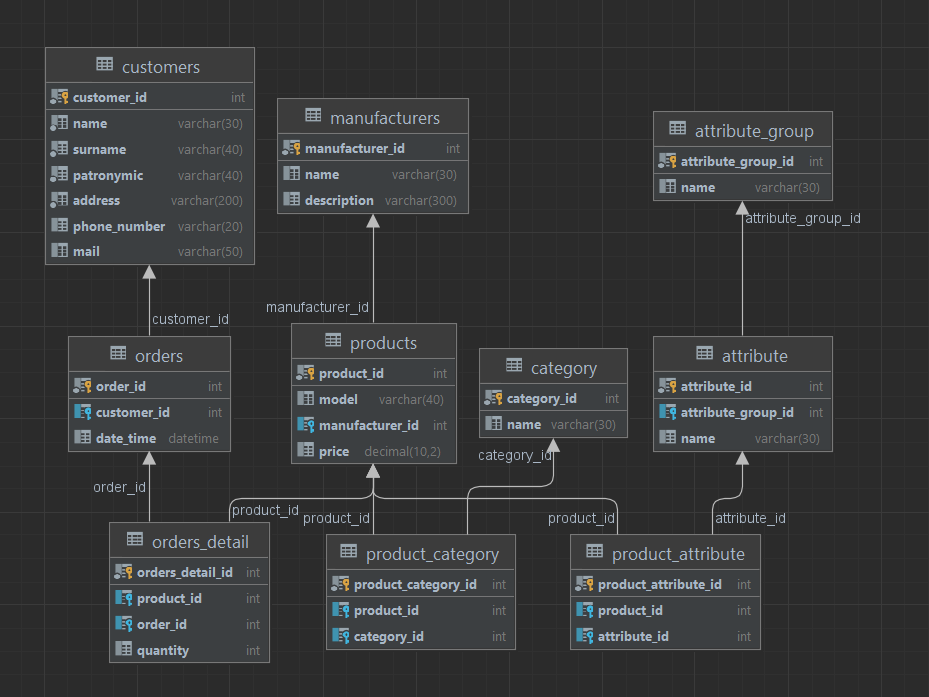 customers
customer_id int
name varchar(30)
surname varchar(40)
patronymic varchar(40)
address varchar(200)
phone_number varchar(20)
mail varchar(50)
manufacturers
manufacturer_id int
name varchar(30)
description varchar(300)
attribute_group
attribute_group_id int
name varchar(30)
attribute_group_id
manufacturer_id
customer_id
orders
order_id int
customer_id int
date_time datetime
products
product_id int
model varchar(40)
manufacturer_id int
price decimal(10,2)
category
category_id int
name varchar(30)
attribute
attribute_id int
attribute_group_id int
name varchar(30)
category_id
order_id
product_id
product_id
product_id
attribute_id
orders_detail
orders_detail_id int
product_id int
order_id int
quantity int
product_category
product_category_id int
product_id int
category_id int
product_attribute
product_attribute_id int
product_id int
attribute_id int